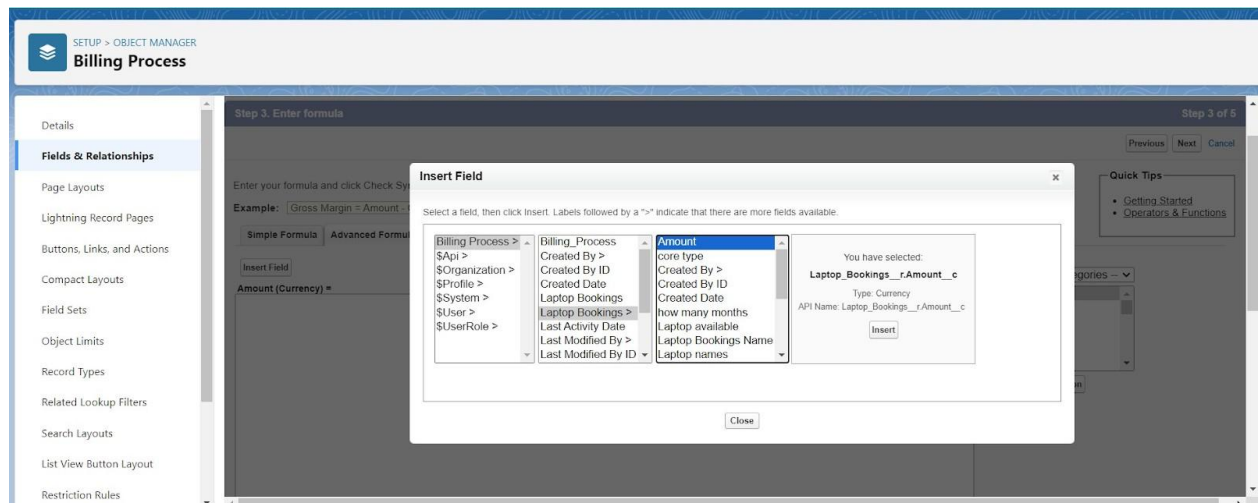 SETUP > OBJECT MANAGER
Billing Process
Details
Fields & Relationships
Page Layouts
Lightning Record Pages
Buttons, Links, and Actions
Compact Layouts
Field Sets
Object Limits
Record Types
Related Lookup Filters
Search Layouts
List View Button Layout
Restriction Rules
Step 3. Enter formula Step 3 of 5
Previous Next Cancel
Enter your formula and click Check
Example: Gross Margin = Amount -
Simple Formula Advanced
Insert Field
Amount (Currency) =
Quick Tips
• Getting Started
• Operators & Functions
Insert Field ×
Select a field, then click Insert. Labels followed by a ">" indicate that there are more fields available.
Billing Process >
$Api >
$Organization >
$Profile >
$System >
$User >
$UserRole >
Billing_Process
Created By >
Created By ID
Created Date
Laptop Bookings
Laptop Bookings >
Last Activity Date
Last Modified By >
Last Modified By ID
Amount
core type
Created By >
Created By ID
Created Date
how many months
Laptop available
Laptop Bookings Name
Laptop names
You have selected:
Laptop_Bookings__r.Amount__c
Type: Currency
API Name: Laptop_Bookings__r.Amount__c
Insert
Close